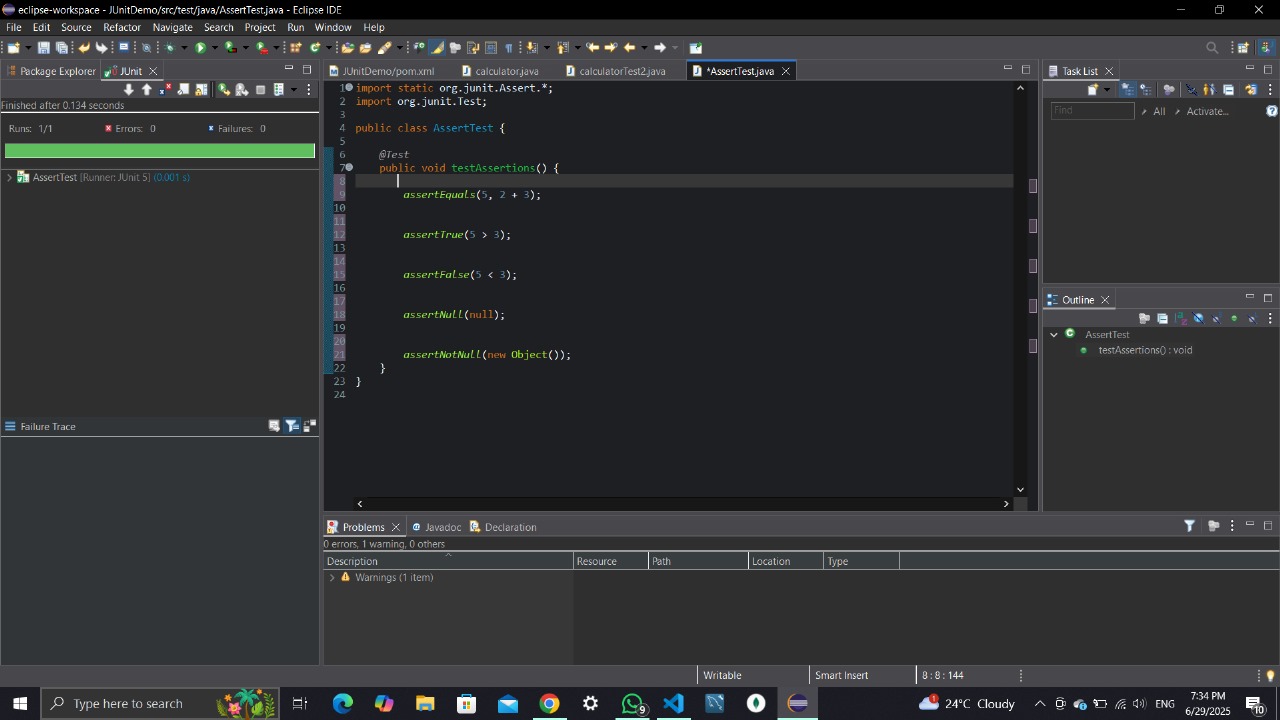 eclipse-workspace - JUnitDemo/src/test/java/AssertTest.java - Eclipse IDE
File Edit Source Refactor Navigate Search Project Run Window Help
Package Explorer JUnit
Finished after 0.134 seconds
Runs: 1/1 Errors: 0 Failures: 0
AssertTest [Runner: JUnit 5] (0.001 s)
Failure Trace
JUnitDemo/pom.xml calculator.java calculatorTest2.java *AssertTest.java
1 import static org.junit.Assert.*;
2 import org.junit.Test;
3
4 public class AssertTest {
5
6 @Test
7 public void testAssertions() {
8
9 assertEquals(5, 2 + 3);
10
11
12 assertTrue(5 > 3);
13
14
15 assertFalse(5 < 3);
16
17
18 assertNull(null);
19
20
21 assertNotNull(new Object());
22 }
23 }
24
Task List
Find All Activate...
Outline
AssertTest
testAssertions() : void
Problems Javadoc Declaration
0 errors, 1 warning, 0 others
Description Resource Path Location Type
Warnings (1 item)
Writable Smart Insert 8 : 8 : 144
Type here to search
9
1
24°C Cloudy
ENG
7:34 PM
6/29/2025
10